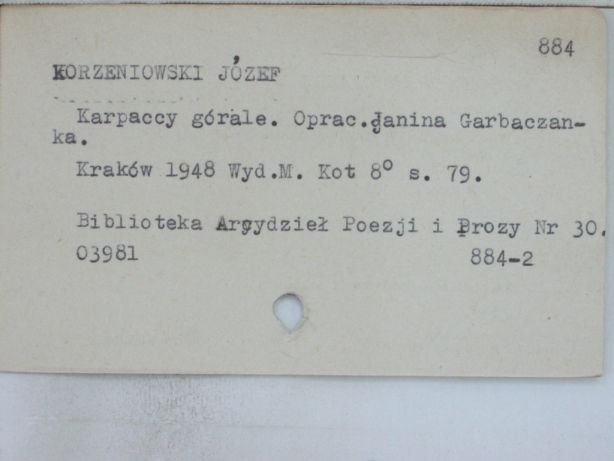 884
KORZENIOWSKI JÓZEF
Karpaccy górale. Oprac. Janina Garbaczan-
ka.
Kraków 1948 Wyd.M. Kot 8° s. 79.
Biblioteka Arcydzieł Poezji i Prozy Nr 30.
03981 884-2